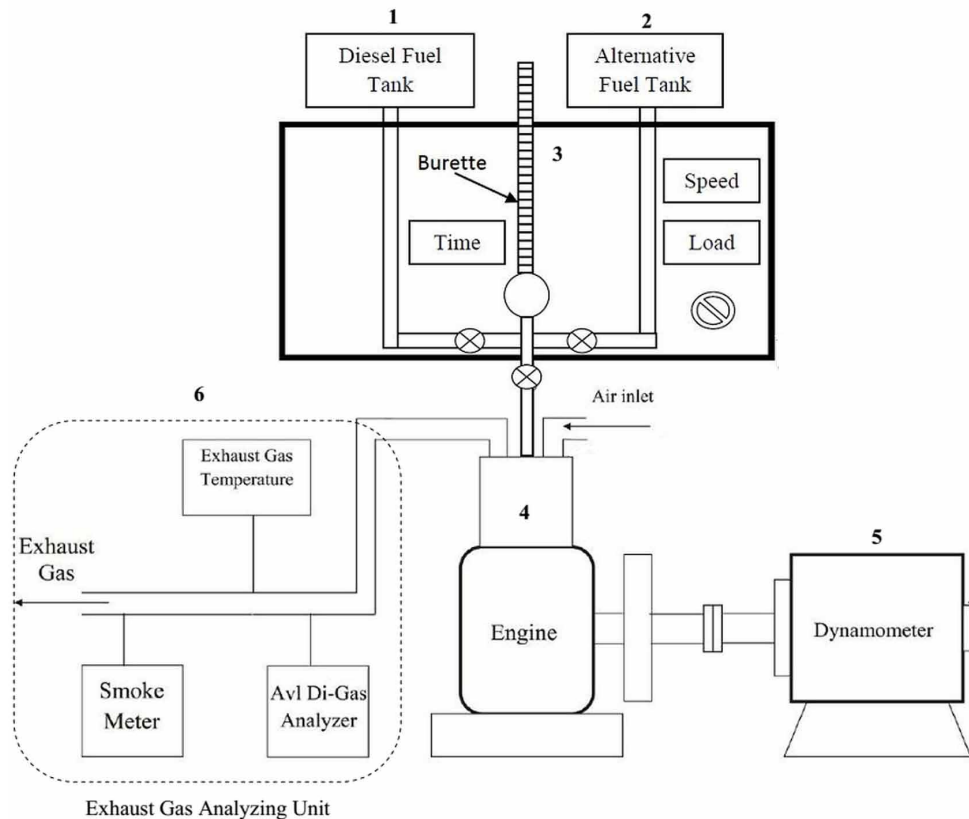 1
2
Diesel Fuel
Tank
Alternative
Fuel Tank
3
Burette
Speed
Time
Load
6
Air inlet
Exhaust Gas
Temperature
4
5
Exhaust
Gas
Engine
Dynamometer
Smoke
Meter
Avl Di-Gas
Analyzer
Exhaust Gas Analyzing Unit